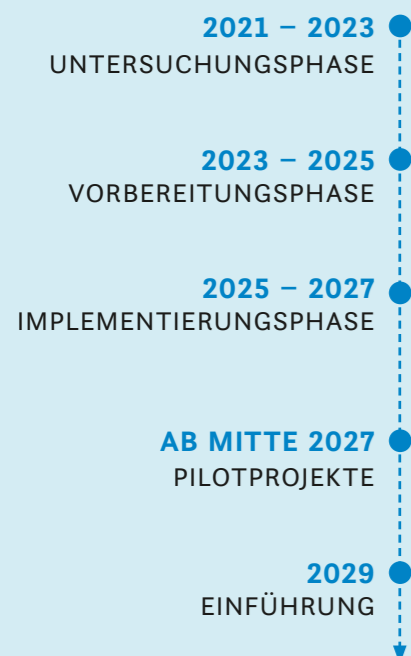 2021 – 2023
UNTERSUCHUNGSPHASE
2023 – 2025
VORBEREITUNGSPHASE
2025 – 2027
IMPLEMENTIERUNGSPHASE
AB MITTE 2027
PILOTPROJEKTE
2029
EINFÜHRUNG